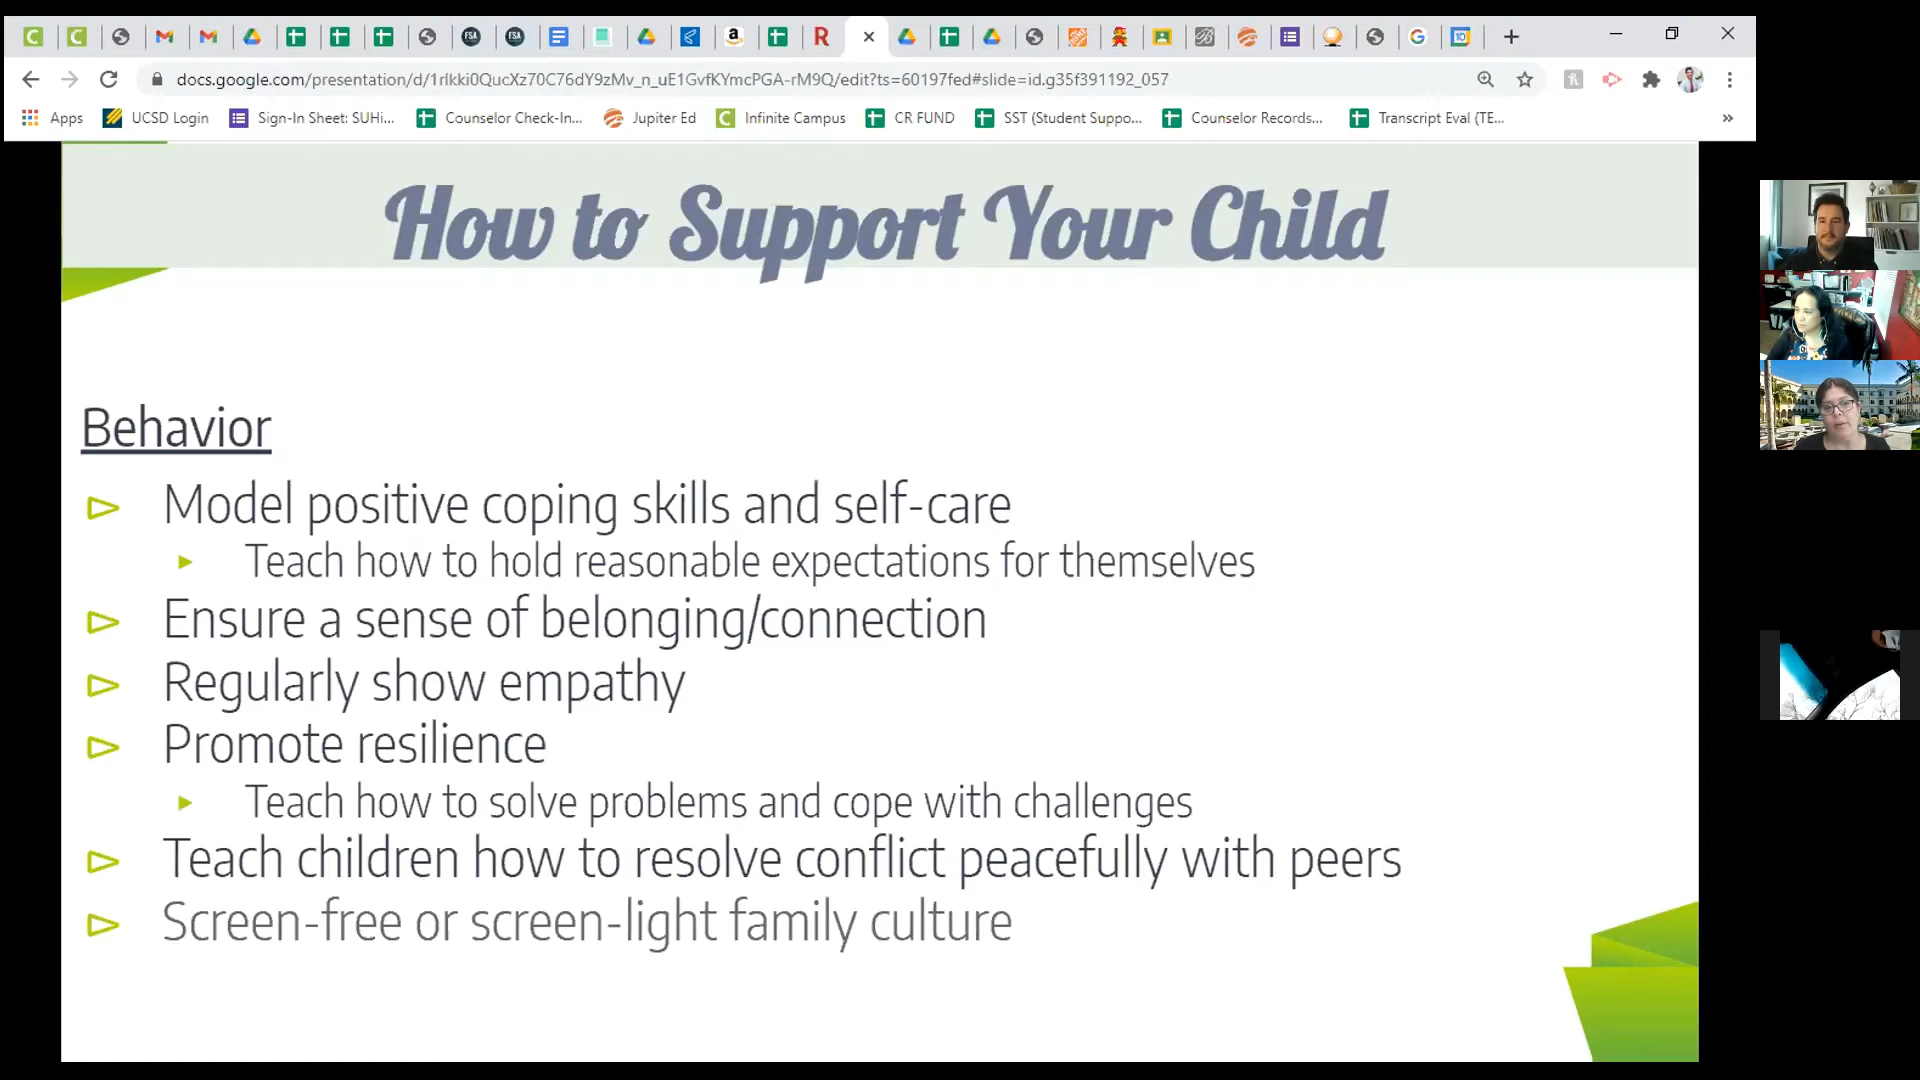 docs.google.com/presentation/d/1rlkki0QucXz70C76dY9zMv_n_uE1GvfKYmcPGA-rM9Q/edit?ts=60197fed#slide=id.g35f391192_057
Apps UCSD Login Sign-In Sheet: SUHi... Counselor Check-In... Jupiter Ed Infinite Campus CR FUND SST (Student Suppo... Counselor Records... Transcript Eval (TE...
How to Support Your Child
Behavior
Model positive coping skills and self-care
Teach how to hold reasonable expectations for themselves
Ensure a sense of belonging/connection
Regularly show empathy
Promote resilience
Teach how to solve problems and cope with challenges
Teach children how to resolve conflict peacefully with peers
Screen-free or screen-light family culture